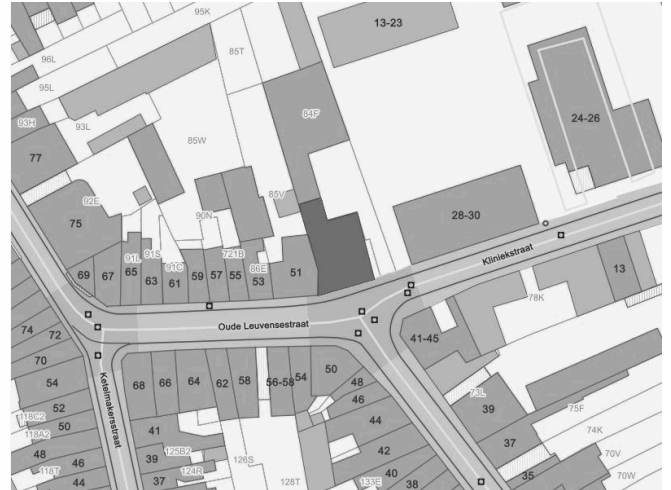 95K
13-23
96L
85T
95L
24-26
84F
93H
93L
77
85W
92E
85V
90N
75
28-30
91L
91S
721B
91C
86E
Kliniekstraat
69
67
65
63
61
59
57
55
53
51
13
78K
Oude Leuvensestraat
74
72
41-45
70
Ketelmakersstraat
54
68
66
64
62
58
56-58
54
50
48
46
73L
52
118C2
39
75F
50
41
44
74K
118A2
125B2
37
48
39
126S
42
70V
46
118T
124R
40
35
44
37
128T
133E
38
70W